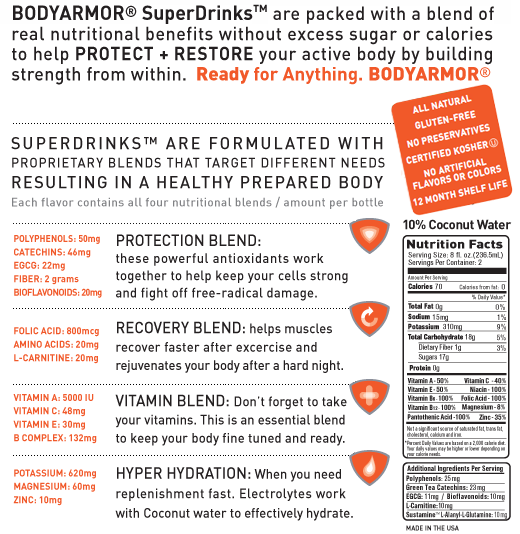 BODYARMOR® SuperDrinks™ are packed with a blend of
real nutritional benefits without excess sugar or calories
to help PROTECT + RESTORE your active body by building
strength from within. Ready for Anything. BODYARMOR®
ALL NATURAL
GLUTEN-FREE
NO PRESERVATIVES
CERTIFIED KOSHER Ⓤ
NO ARTIFICIAL
FLAVORS OR COLORS
12 MONTH SHELF LIFE
SUPERDRINKS™ ARE FORMULATED WITH
PROPRIETARY BLENDS THAT TARGET DIFFERENT NEEDS
RESULTING IN A HEALTHY PREPARED BODY
Each flavor contains all four nutritional blends / amount per bottle
POLYPHENOLS: 50mg
CATECHINS: 46mg
EGCG: 22mg
FIBER: 2 grams
BIOFLAVONOIDS: 20mg
PROTECTION BLEND:
these powerful antioxidants work
together to help keep your cells strong
and fight off free-radical damage.
FOLIC ACID: 800mcg
AMINO ACIDS: 20mg
L-CARNITINE: 20mg
RECOVERY BLEND: helps muscles
recover faster after excercise and
rejuvenates your body after a hard night.
VITAMIN A: 5000 IU
VITAMIN C: 48mg
VITAMIN E: 30mg
B COMPLEX: 132mg
VITAMIN BLEND: Don't forget to take
your vitamins. This is an essential blend
to keep your body fine tuned and ready.
POTASSIUM: 620mg
MAGNESIUM: 60mg
ZINC: 10mg
HYPER HYDRATION: When you need
replenishment fast. Electrolytes work
with Coconut water to effectively hydrate.
10% Coconut Water
Nutrition Facts
Serving Size: 8 fl. oz. (236.5mL)
Servings Per Container: 2
Amount Per Serving
Calories 70 Calories from fat: 0
% Daily Value*
Total Fat 0g 0%
Sodium 15mg 1%
Potassium 310mg 9%
Total Carbohydrate 18g 5%
Dietary Fiber 1g 3%
Sugars 17g
Protein 0g
Vitamin A - 50% Vitamin C - 40%
Vitamin E - 50% Niacin - 100%
Vitamin B6 - 100% Folic Acid - 100%
Vitamin B12 - 100% Magnesium - 8%
Pantothenic Acid - 100% Zinc - 35%
Not a significant source of saturated fat, trans fat,
cholesterol, calcium and iron.
*Percent Daily Values are based on a 2,000 calorie diet.
Your daily values may be higher or lower depending on
your calorie needs.
Additional Ingredients Per Serving
Polyphenols: 25mg
Green Tea Catechins: 23mg
EGCG: 11mg / Bioflavonoids: 10mg
L-Carnitine: 10mg
Sustamine™ L-Alanyl-L-Glutamine: 10mg
MADE IN THE USA